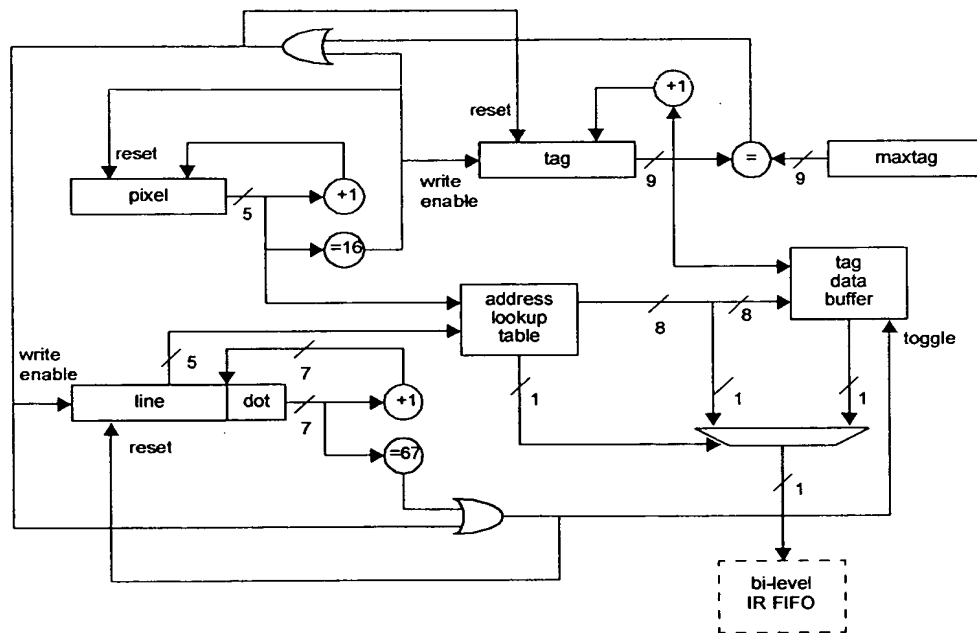 reset
+1
reset
tag
=
maxtag
9
9
write
enable
pixel
5
+1
=16
tag
data
buffer
address
lookup
table
8
8
toggle
write
enable
5
7
line
dot
7
+1
1
1
1
reset
=67
1
bi-level
IR FIFO